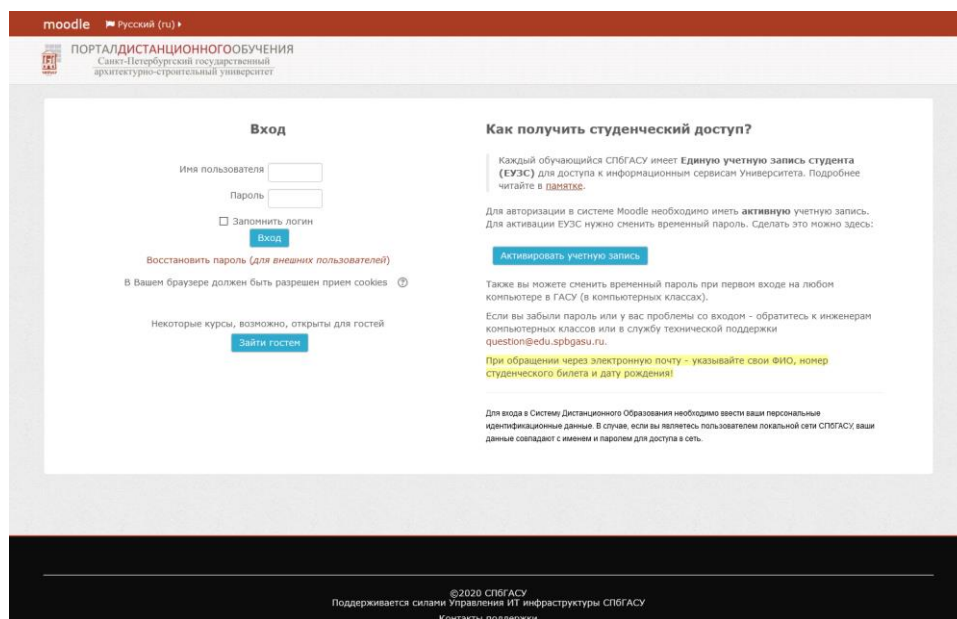 moodle Русский (ru)
ПОРТАЛДИСТАНЦИОННОГООБУЧЕНИЯ
Санкт-Петербургский государственный
архитектурно-строительный университет
Вход
Имя пользователя
Пароль
Запомнить логин
Вход
Восстановить пароль (для внешних пользователей)
В Вашем браузере должен быть разрешен прием cookies
Некоторые курсы, возможно, открыты для гостей
Зайти гостем
Как получить студенческий доступ?
Каждый обучающийся СПбГАСУ имеет Единую учетную запись студента
(ЕУЗС) для доступа к информационным сервисам Университета. Подробнее
читайте в памятке.
Для авторизации в системе Moodle необходимо иметь активную учетную запись.
Для активации ЕУЗС нужно сменить временный пароль. Сделать это можно здесь:
Активировать учетную запись
Также вы можете сменить временный пароль при первом входе на любом
компьютере в ГАСУ (в компьютерных классах).
Если вы забыли пароль или у вас проблемы со входом - обратитесь к инженерам
компьютерных классов или в службу технической поддержки
question@edu.spbgasu.ru.
При обращении через электронную почту - указывайте свои ФИО, номер
студенческого билета и дату рождения!
Для входа в Систему Дистанционного Образования необходимо ввести ваши персональные
идентификационные данные. В случае, если вы являетесь пользователем локальной сети СПбГАСУ, ваши
данные совпадают с именем и паролем для доступа в сеть.
©2020 СПбГАСУ
Поддерживается силами Управления ИТ инфраструктуры СПбГАСУ
Контакты поддержки